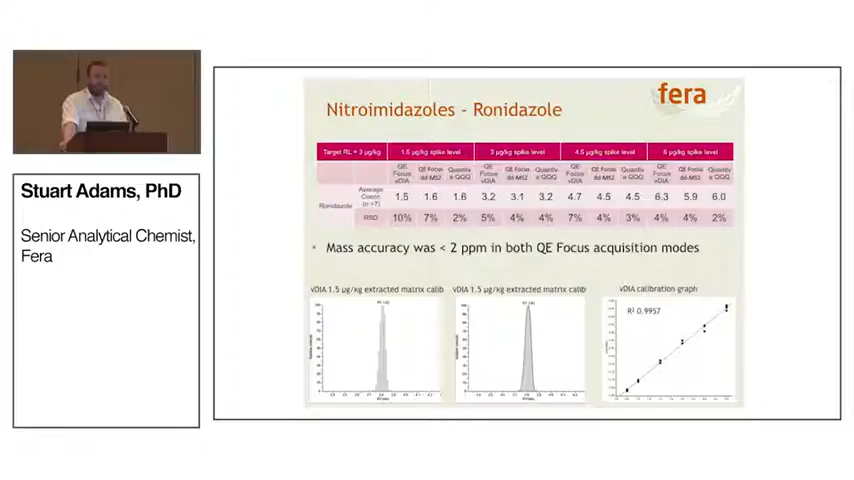 Stuart Adams, PhD
Senior Analytical Chemist,
Fera
fera
Nitroimidazoles - Ronidazole
Target RL = 3 µg/kg 1.5 µg/kg spike level 3 µg/kg spike level 4.5 µg/kg spike level 6 µg/kg spike level
QE Focus vDIA QE Focus dd-MS2 Quantiv a QQQ QE Focus vDIA QE Focus dd-MS2 Quantiv a QQQ QE Focus vDIA QE Focus dd-MS2 Quantiv a QQQ QE Focus vDIA QE Focus dd-MS2 Quantiv a QQQ
Ronidazole Average Concn (n =7) 1.5 1.6 1.6 3.2 3.1 3.2 4.7 4.5 4.5 6.3 5.9 6.0
RSD 10% 7% 2% 5% 4% 4% 7% 4% 3% 4% 4% 2%
• Mass accuracy was < 2 ppm in both QE Focus acquisition modes
vDIA 1.5 µg/kg extracted matrix calib
vDIA 1.5 µg/kg extracted matrix calib
vDIA calibration graph
R² 0.9957